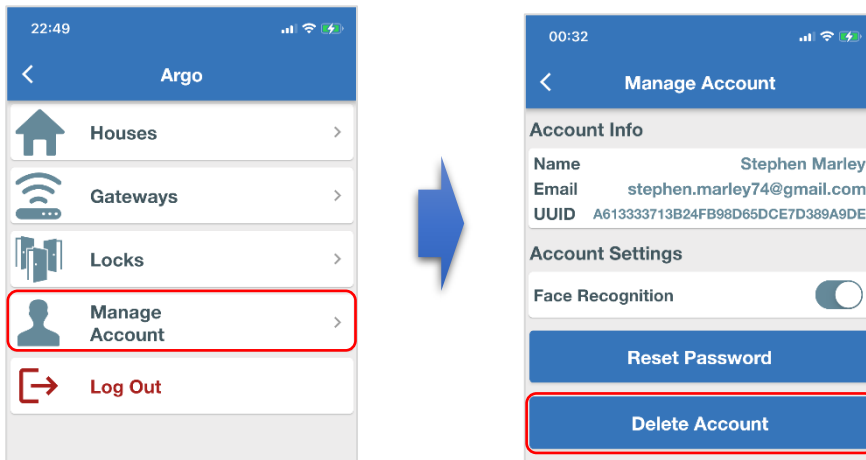 22:49
Argo
Houses
Gateways
Locks
Manage
Account
Log Out
00:32
Manage Account
Account Info
Name Stephen Marley
Email stephen.marley74@gmail.com
UUID A613333713B24FB98D65DCE7D389A9DE
Account Settings
Face Recognition
Reset Password
Delete Account